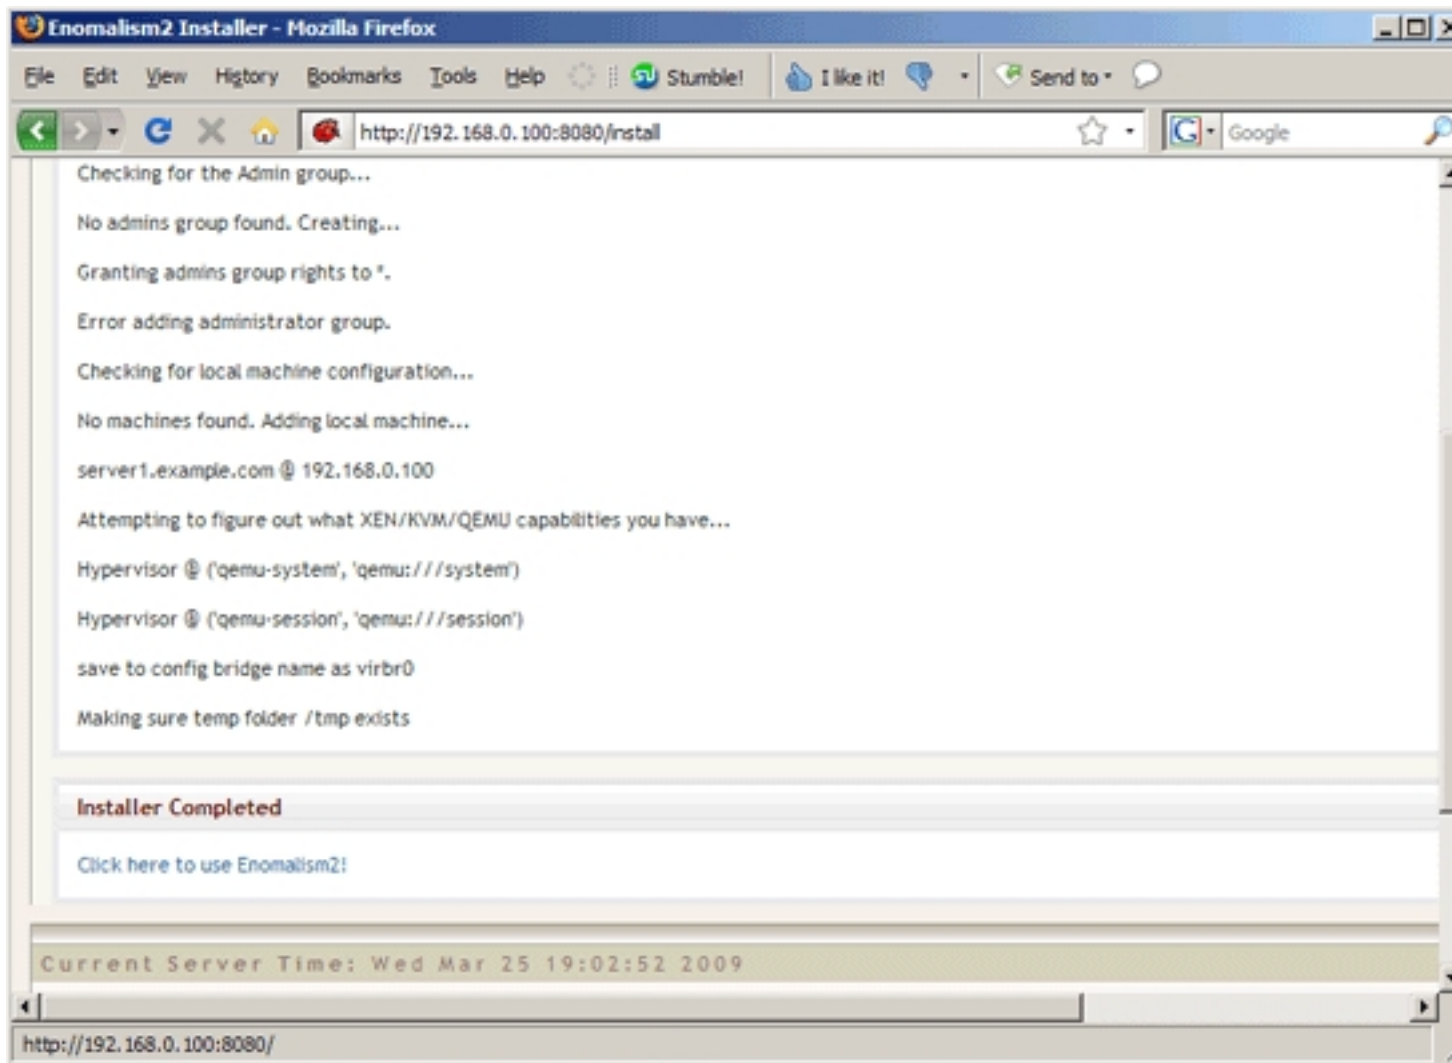 Enomalism2 Installer - Mozilla Firefox
File Edit View History Bookmarks Tools Help Stumble! I like it! Send to
http://192.168.0.100:8080/install Google
Checking for the Admin group...
No admins group found. Creating...
Granting admins group rights to *.
Error adding administrator group.
Checking for local machine configuration...
No machines found. Adding local machine...
server1.example.com @ 192.168.0.100
Attempting to figure out what XEN/KVM/QEMU capabilities you have...
Hypervisor @ ('qemu-system', 'qemu:///system')
Hypervisor @ ('qemu-session', 'qemu:///session')
save to config bridge name as virbr0
Making sure temp folder /tmp exists
Installer Completed
Click here to use Enomalism2!
Current Server Time: Wed Mar 25 19:02:52 2009
http://192.168.0.100:8080/